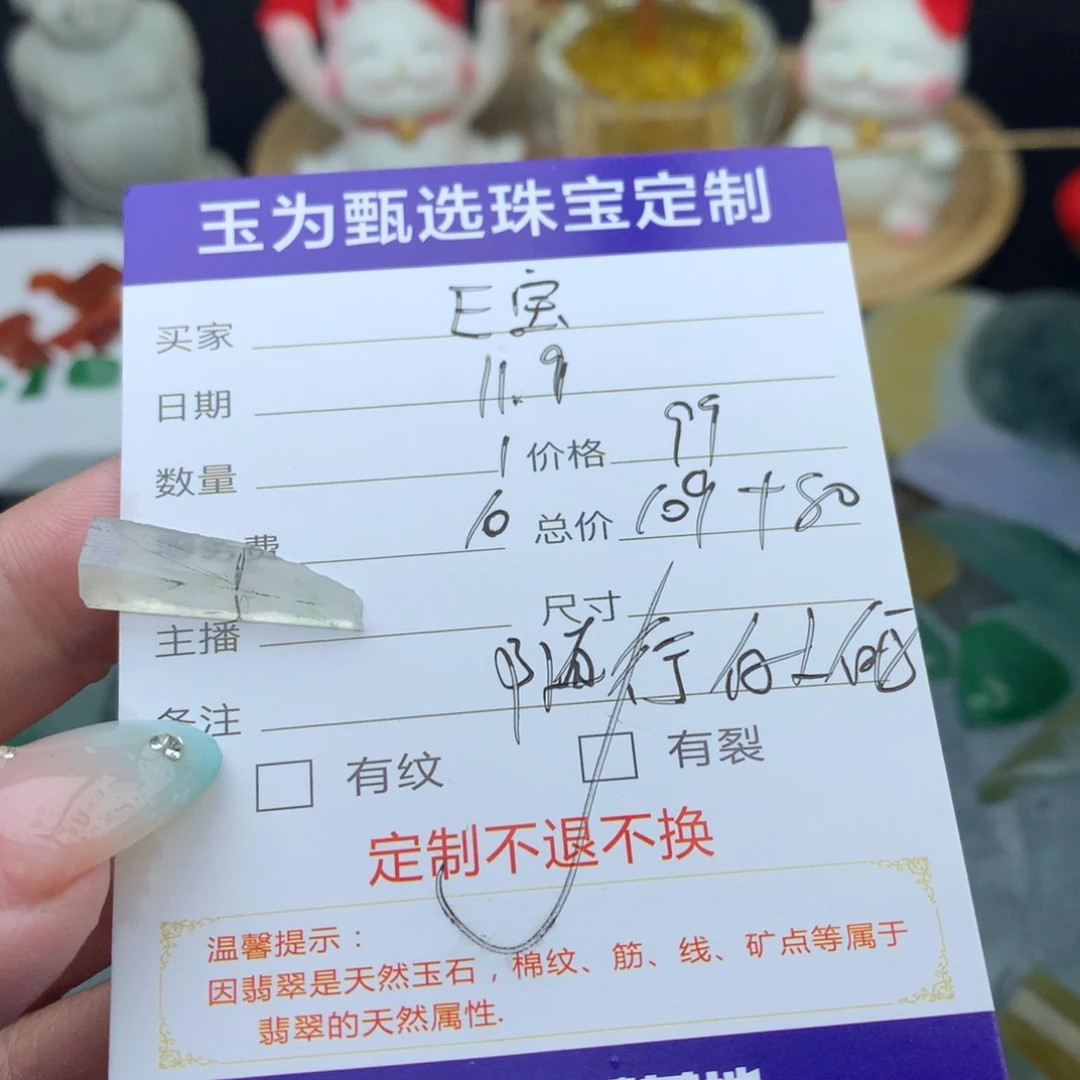 玉为甄选珠宝定制
买家 E宝
日期 11.9
数量 1 价格 99
费 10 总价 109+80
主播 尺寸
备注
有纹 有裂
定制不退不换
温馨提示：
因翡翠是天然玉石，棉纹、筋、线、矿点等属于
翡翠的天然属性.